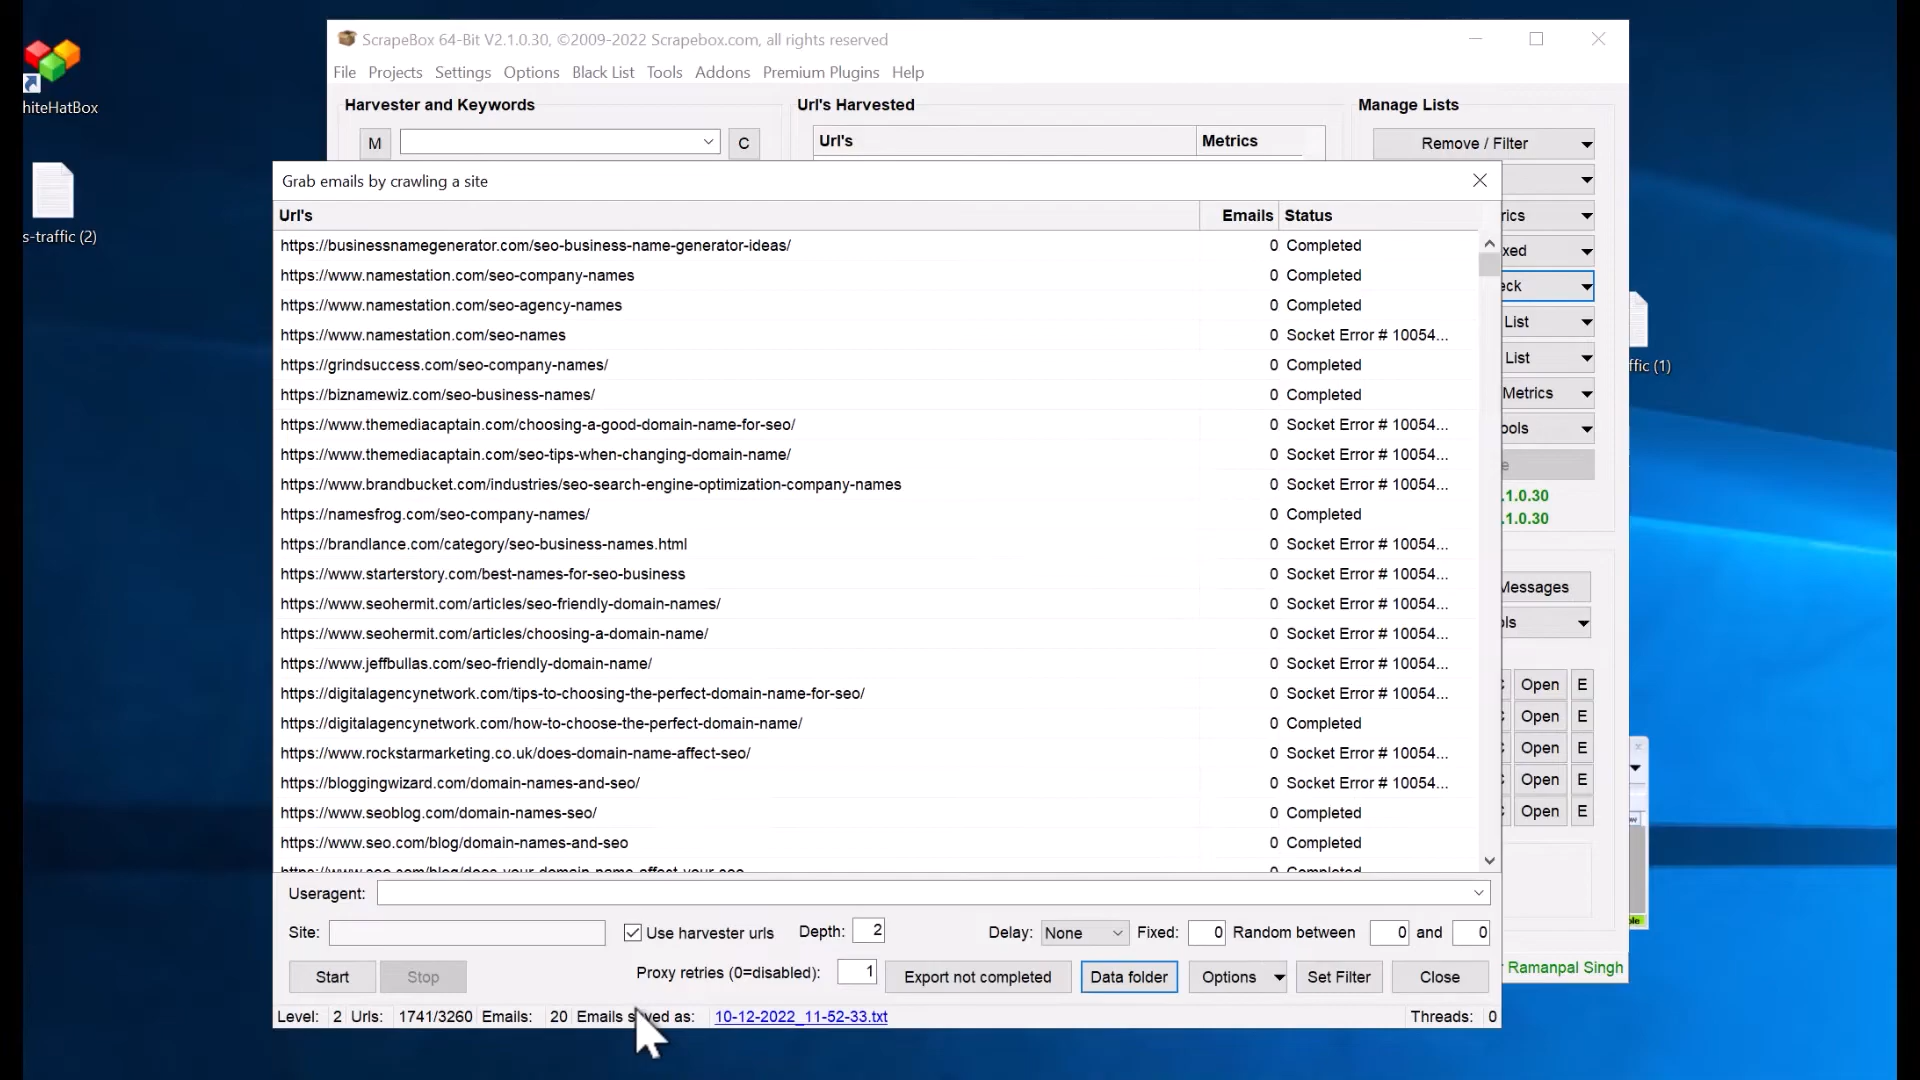 ScrapeBox 64-Bit V2.1.0.30, ©2009-2022 Scrapebox.com, all rights reserved
File Projects Settings Options Black List Tools Addons Premium Plugins Help
Harvester and Keywords
Url's Harvested
Manage Lists
M
C
Url's
Metrics
Remove / Filter
hiteHatBox
s-traffic (2)
Grab emails by crawling a site
Url's Emails Status
https://businessnamegenerator.com/seo-business-name-generator-ideas/ 0 Completed
https://www.namestation.com/seo-company-names 0 Completed
https://www.namestation.com/seo-agency-names 0 Completed
https://www.namestation.com/seo-names 0 Socket Error # 10054...
https://grindsuccess.com/seo-company-names/ 0 Completed
https://biznamewiz.com/seo-business-names/ 0 Completed
https://www.themediacaptain.com/choosing-a-good-domain-name-for-seo/ 0 Socket Error # 10054...
https://www.themediacaptain.com/seo-tips-when-changing-domain-name/ 0 Socket Error # 10054...
https://www.brandbucket.com/industries/seo-search-engine-optimization-company-names 0 Socket Error # 10054...
https://namesfrog.com/seo-company-names/ 0 Completed
https://brandlance.com/category/seo-business-names.html 0 Socket Error # 10054...
https://www.starterstory.com/best-names-for-seo-business 0 Socket Error # 10054...
https://www.seohermit.com/articles/seo-friendly-domain-names/ 0 Socket Error # 10054...
https://www.seohermit.com/articles/choosing-a-domain-name/ 0 Socket Error # 10054...
https://www.jeffbullas.com/seo-friendly-domain-name/ 0 Socket Error # 10054...
https://digitalagencynetwork.com/tips-to-choosing-the-perfect-domain-name-for-seo/ 0 Socket Error # 10054...
https://digitalagencynetwork.com/how-to-choose-the-perfect-domain-name/ 0 Completed
https://www.rockstarmarketing.co.uk/does-domain-name-affect-seo/ 0 Socket Error # 10054...
https://bloggingwizard.com/domain-names-and-seo/ 0 Socket Error # 10054...
https://www.seoblog.com/domain-names-seo/ 0 Completed
https://www.seo.com/blog/domain-names-and-seo 0 Completed
https://www.seo.com/blog/does-your-domain-name-affect-your-seo 0 Completed
Useragent:
Site: Use harvester urls Depth: 2 Delay: None Fixed: 0 Random between 0 and 0
Start Stop Proxy retries (0=disabled): 1 Export not completed Data folder Options Set Filter Close
Level: 2 Urls: 1741/3260 Emails: 20 Emails saved as: 10-12-2022_11-52-33.txt Threads: 0
rics
xed
eck
List
List
ffic (1)
Metrics
ools
e
.1.0.30
.1.0.30
Messages
ls
Open E
Open E
Open E
Open E
Open E
Ramanpal Singh